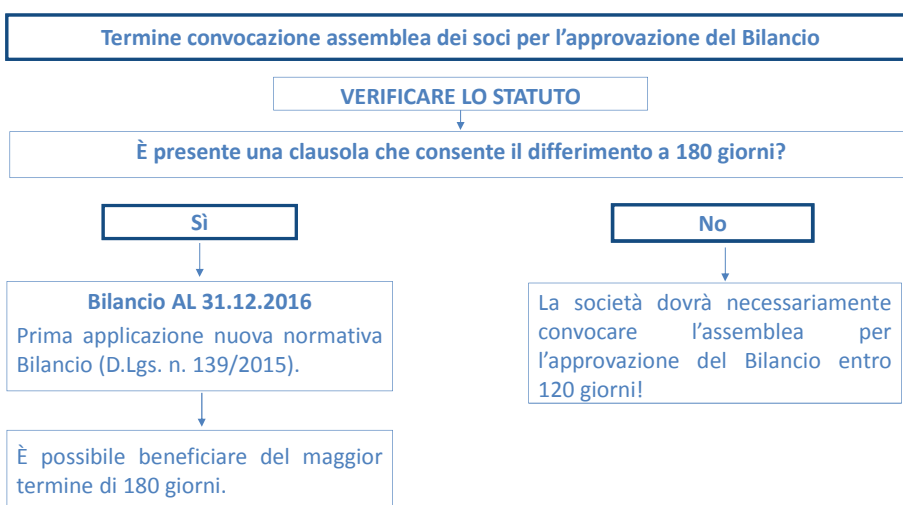 Termine convocazione assemblea dei soci per l'approvazione del Bilancio
VERIFICARE LO STATUTO
È presente una clausola che consente il differimento a 180 giorni?
Sì
No
Bilancio AL 31.12.2016
Prima applicazione nuova normativa
Bilancio (D.Lgs. n. 139/2015).
La società dovrà necessariamente
convocare l'assemblea per
l'approvazione del Bilancio entro
120 giorni!
È possibile beneficiare del maggior
termine di 180 giorni.